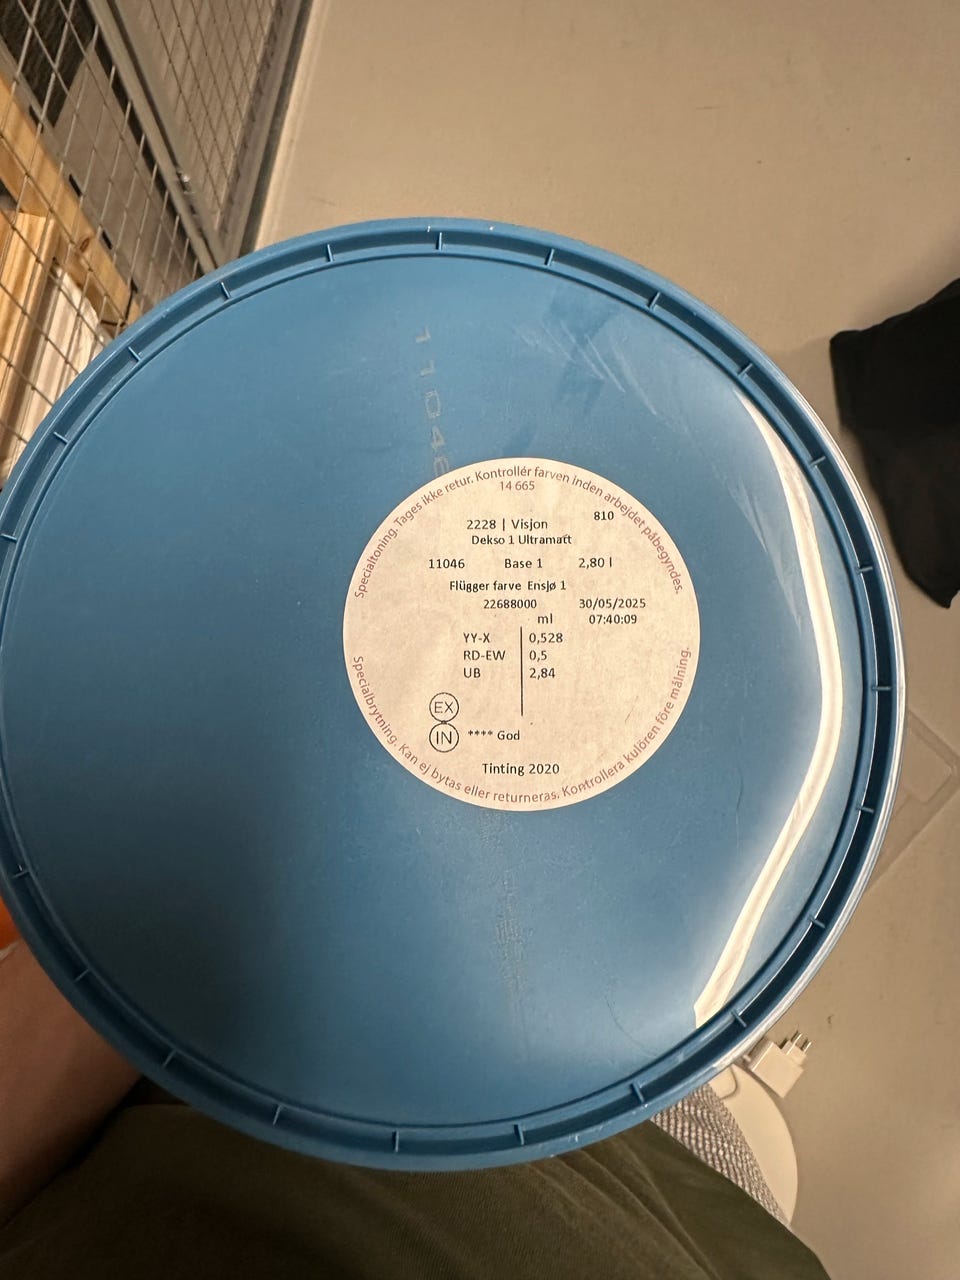 11046
Specialtoning. Tages ikke retur. Kontrollér farven inden arbejdet påbegyndes.
14 665
810
2228 | Visjon
Dekso 1 Ultramatt
11046 Base 1 2,80 l
Flügger farve Ensjø 1
22688000 30/05/2025
ml 07:40:09
YY-X 0,528
RD-EW 0,5
UB 2,84
EX
IN **** God
Tinting 2020
Specialbrytning. Kan ej bytas eller returneras. Kontrollera kulören före målning.